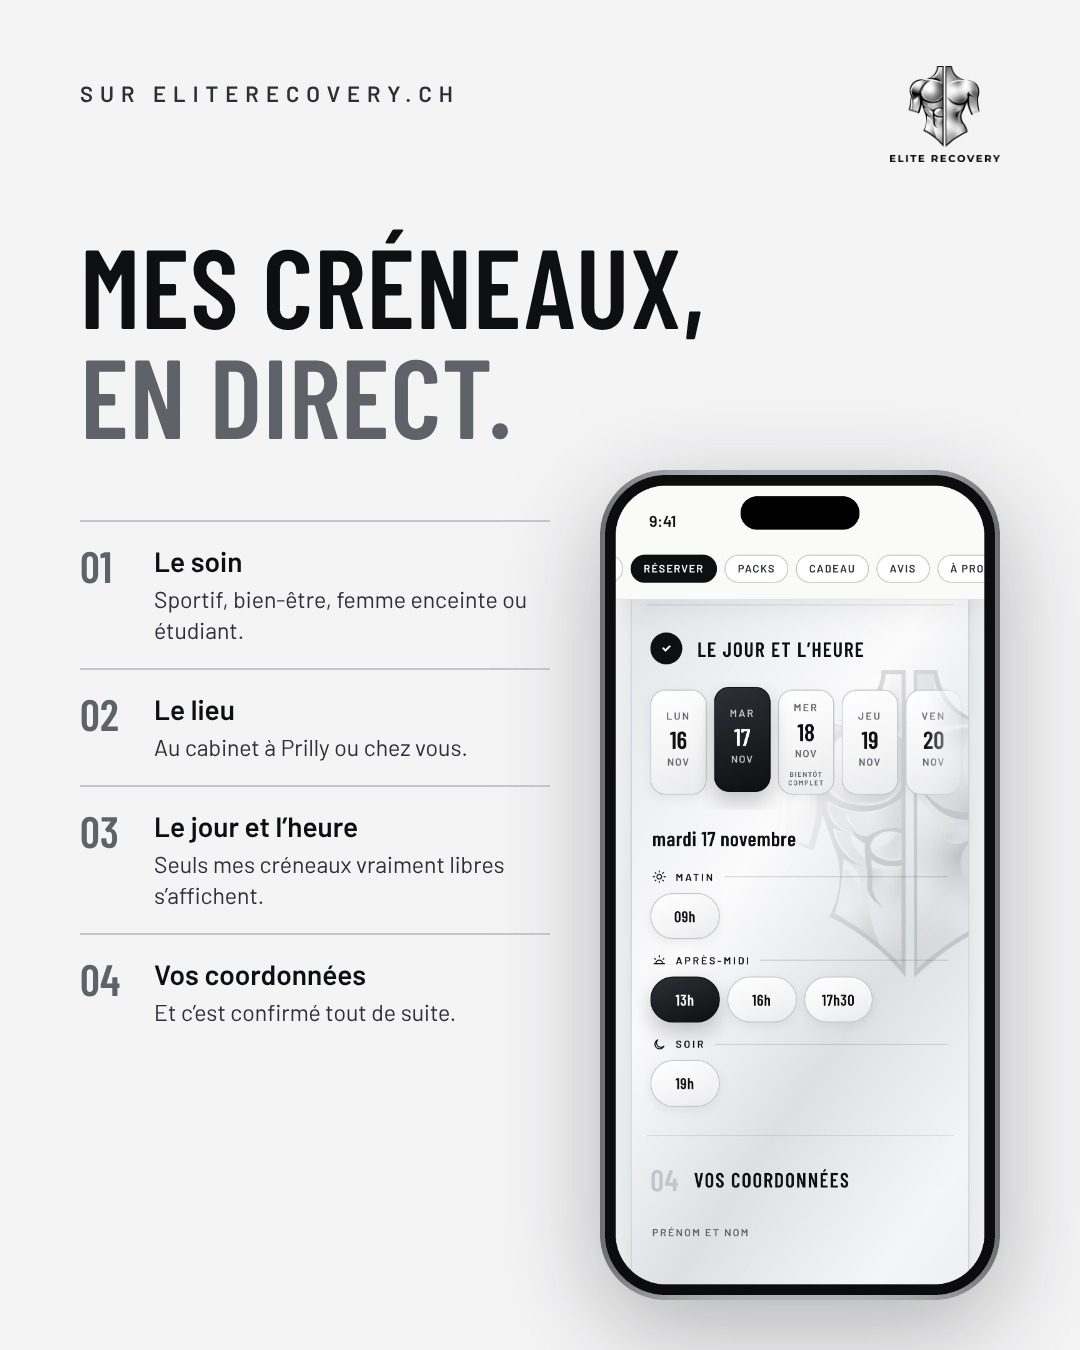 SUR ELITERECOVERY.CH
ELITE RECOVERY
MES CRÉNEAUX,
EN DIRECT.
01
Le soin
Sportif, bien-être, femme enceinte ou
étudiant.
02
Le lieu
Au cabinet à Prilly ou chez vous.
03
Le jour et l’heure
Seuls mes créneaux vraiment libres
s’affichent.
04
Vos coordonnées
Et c’est confirmé tout de suite.
9:41
RÉSERVER PACKS CADEAU AVIS À PRO
LE JOUR ET L’HEURE
LUN 16 NOV
MAR 17 NOV
MER 18 NOV
BIENTÔT
COMPLET
JEU 19 NOV
VEN 20 NOV
mardi 17 novembre
MATIN
09h
APRÈS-MIDI
13h 16h 17h30
SOIR
19h
04 VOS COORDONNÉES
PRÉNOM ET NOM